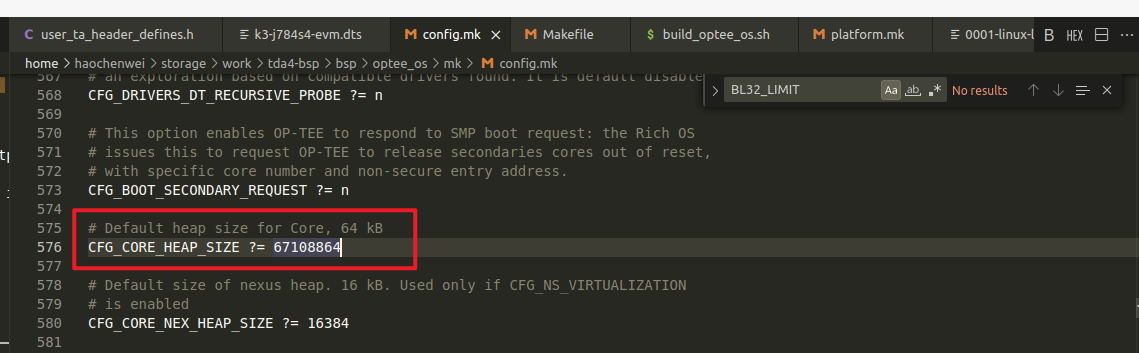 user_ta_header_defines.h k3-j784s4-evm.dts config.mk Makefile build_optee_os.sh platform.mk 0001-linux-l
home > haochenwei > storage > work > tda4-bsp > bsp > optee_os > mk > config.mk
BL32_LIMIT Aa ab .* No results
567 # an exploration based on compatible drivers found. It is default disable
568 CFG_DRIVERS_DT_RECURSIVE_PROBE ?= n
569
570 # This option enables OP-TEE to respond to SMP boot request: the Rich OS
571 # issues this to request OP-TEE to release secondaries cores out of reset,
572 # with specific core number and non-secure entry address.
573 CFG_BOOT_SECONDARY_REQUEST ?= n
574
575 # Default heap size for Core, 64 kB
576 CFG_CORE_HEAP_SIZE ?= 67108864
577
578 # Default size of nexus heap. 16 kB. Used only if CFG_NS_VIRTUALIZATION
579 # is enabled
580 CFG_CORE_NEX_HEAP_SIZE ?= 16384
581